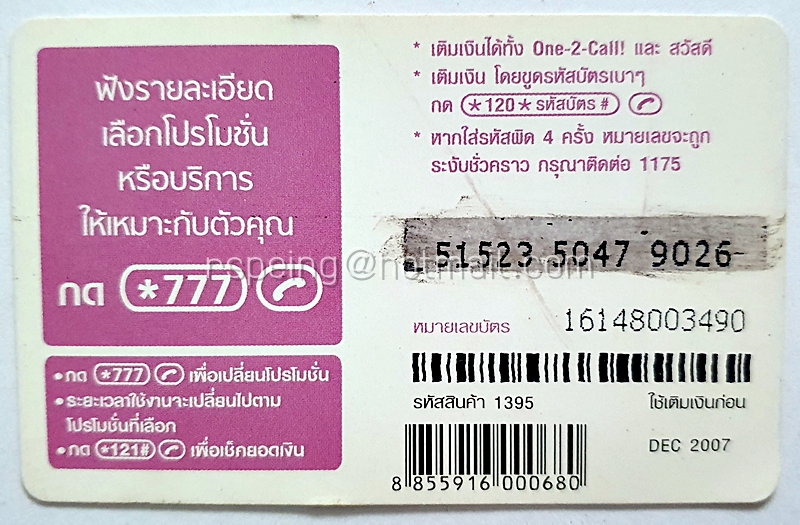 ฟังรายละเอียด
เลือกโปรโมชั่น
หรือบริการ
ให้เหมาะกับตัวคุณ
กด *777
•กด *777 เพื่อเปลี่ยนโปรโมชั่น
•ระยะเวลาใช้งานจะเปลี่ยนไปตาม
โปรโมชั่นที่เลือก
•กด *121# เพื่อเช็คยอดเงิน
* เติมเงินได้ทั้ง One-2-Call! และ สวัสดี
* เติมเงิน โดยขูดรหัสบัตรเบาๆ
กด *120*รหัสบัตร#
* หากใส่รหัสผิด 4 ครั้ง หมายเลขจะถูก
ระงับชั่วคราว กรุณาติดต่อ 1175
51523 5047 9026
rspeing@hotmail.com
หมายเลขบัตร 16148003490
รหัสสินค้า 1395 ใช้เติมเงินก่อน
DEC 2007
8 855916 000680